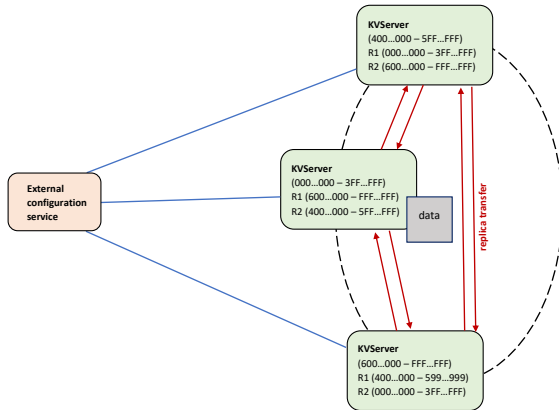 KVServer
(400...000 – 5FF...FFF)
R1 (000...000 – 3FF...FFF)
R2 (600...000 – FFF...FFF)
KVServer
(000...000 – 3FF...FFF)
R1 (600...000 – FFF...FFF)
R2 (400...000 – 5FF...FFF)
data
replica transfer
External
configuration
service
KVServer
(600...000 – FFF...FFF)
R1 (400...000 – 599...999)
R2 (000...000 – 3FF...FFF)